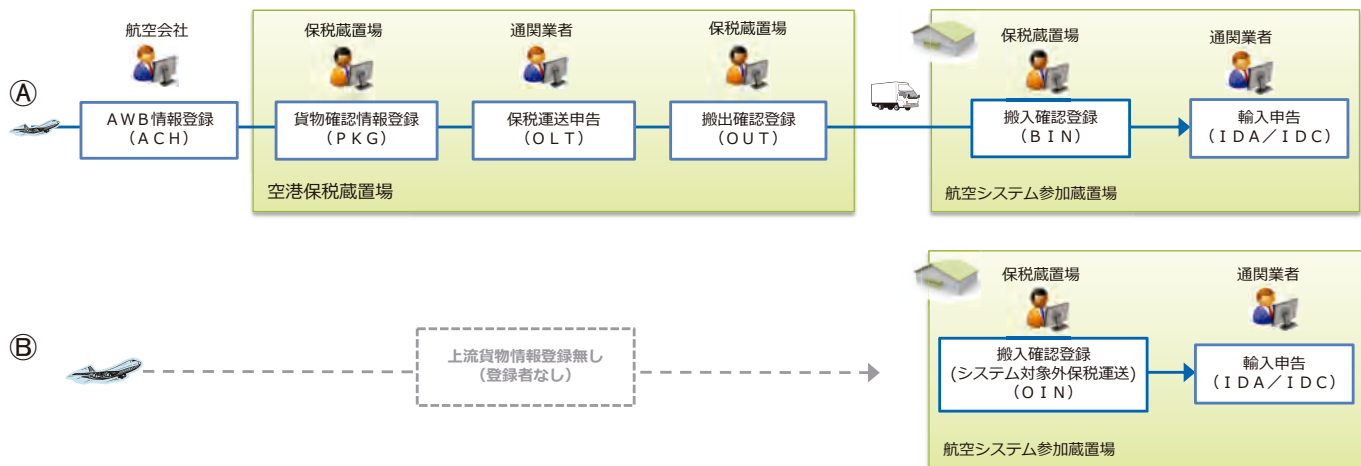 航空会社
保税蔵置場
通関業者
保税蔵置場
保税蔵置場
通関業者
Ⓐ
ＡＷＢ情報登録
（ＡＣＨ）
貨物確認情報登録
（ＰＫＧ）
保税運送申告
（ＯＬＴ）
搬出確認登録
（ＯＵＴ）
搬入確認登録
（ＢＩＮ）
輸入申告
（ＩＤＡ／ＩＤＣ）
空港保税蔵置場
航空システム参加蔵置場
保税蔵置場
通関業者
Ⓑ
上流貨物情報登録無し
（登録者なし）
搬入確認登録
(システム対象外保税運送)
（ＯＩＮ）
輸入申告
（ＩＤＡ／ＩＤＣ）
航空システム参加蔵置場